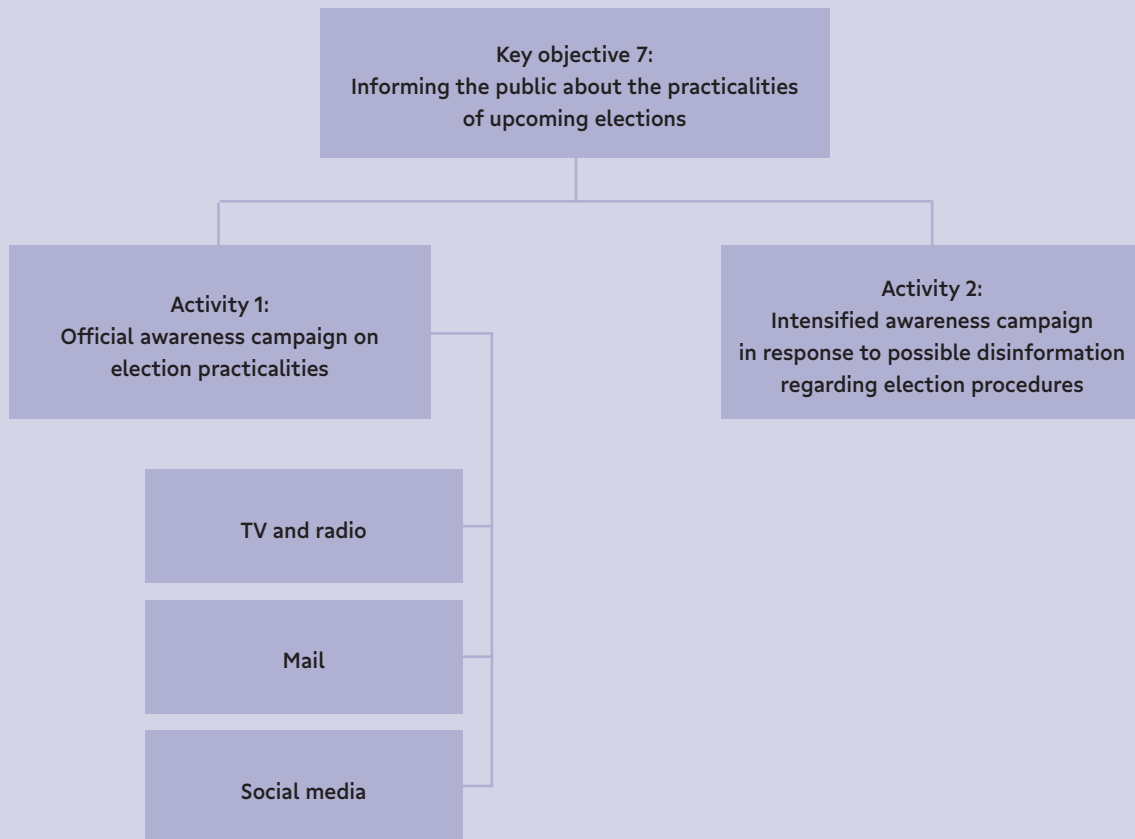 Key objective 7:
Informing the public about the practicalities
of upcoming elections
Activity 1:
Official awareness campaign on
election practicalities
TV and radio
Mail
Social media
Activity 2:
Intensified awareness campaign
in response to possible disinformation
regarding election procedures